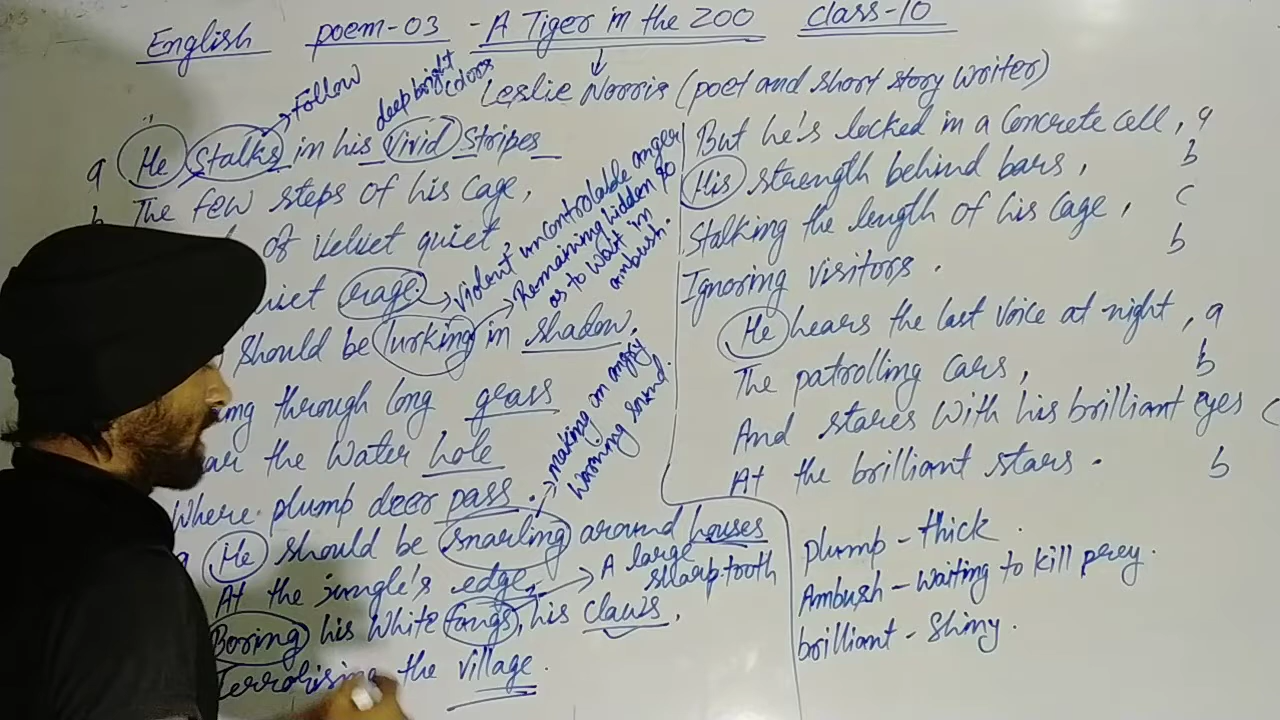 English poem-03 - A Tiger in the ZOO class-10
Leslie Norris (poet and short story writer)
a He stalks in his vivid stripes
Follow
deep bright colors
The few steps of his cage,
of velvet quiet,
rage
Violent uncontrolable anger
should be lurking in shadow,
Remaining hidden so
as to wait in
ambush.
through long grass
the water hole
Where plump deer pass.
He should be snarling around houses
making an angry
warning sound.
At the jungle's edge,
Baring his white fangs, his claws,
A large
sharp tooth
Terrorising the village.
But he's locked in a concrete cell, a
His strength behind bars, b
Stalking the length of his cage, c
Ignoring visitors. b
He hears the last voice at night, a
The patrolling cars, b
And stares with his brilliant eyes c
At the brilliant stars. b
plump - thick.
Ambush - waiting to kill prey.
brilliant - Shiny.